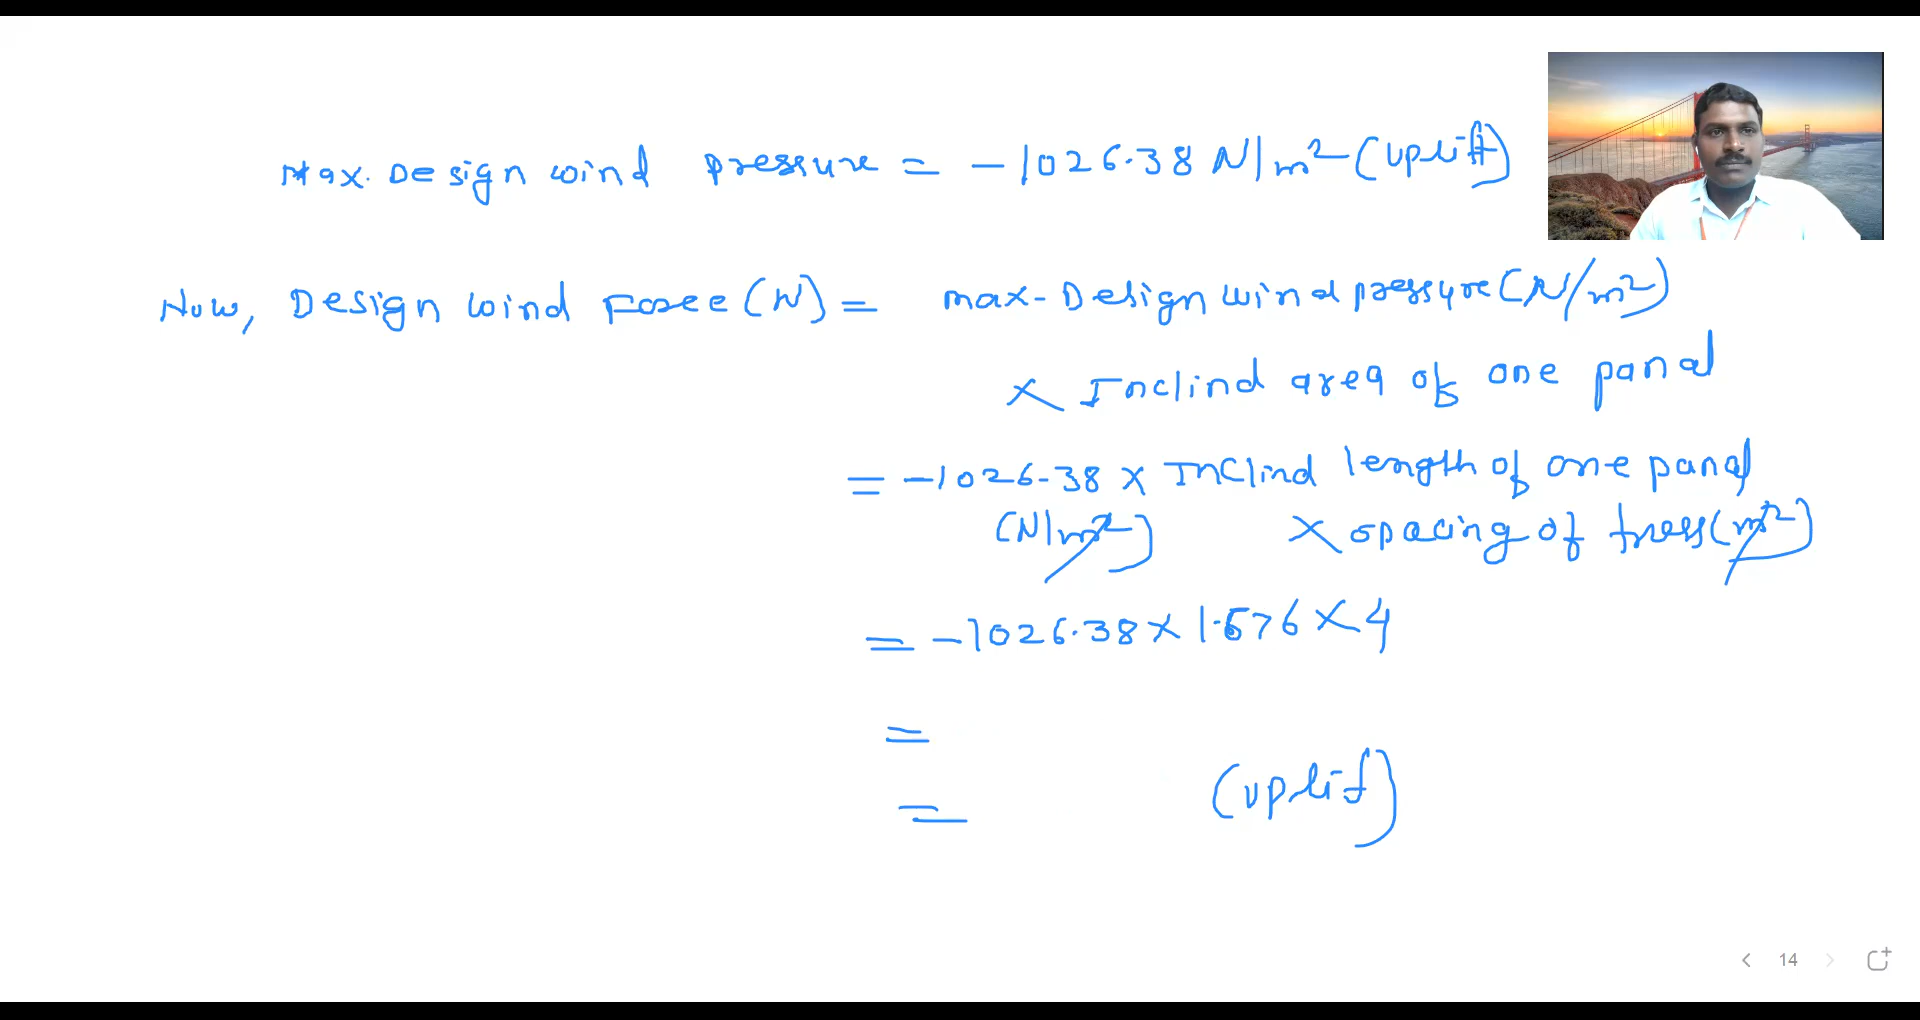 Max. Design wind pressure = -1026.38 N/m² (uplift)
Now, Design wind Force (N) = max. Design wind pressure (N/m²)
× Inclind area of one panal
= -1026.38 × Inclind length of one panal
(N/m²) × spacing of truss (m²)
= -1026.38 × 1.576 × 4
=
= (uplif)
14